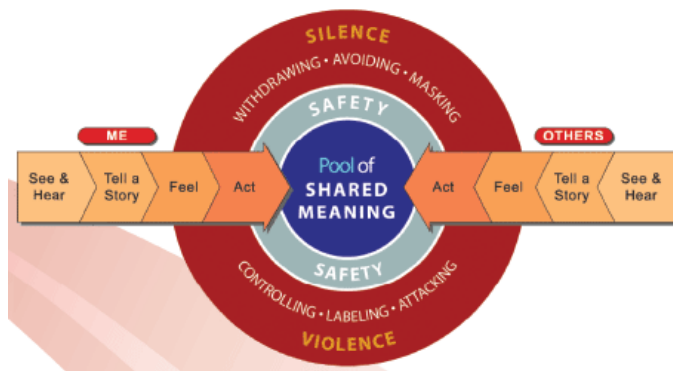 SILENCE
WITHDRAWING • AVOIDING • MASKING
SAFETY
ME
OTHERS
See & Hear
Tell a Story
Feel
Act
Pool of
SHARED
MEANING
Act
Feel
Tell a Story
See & Hear
SAFETY
CONTROLLING • LABELING • ATTACKING
VIOLENCE